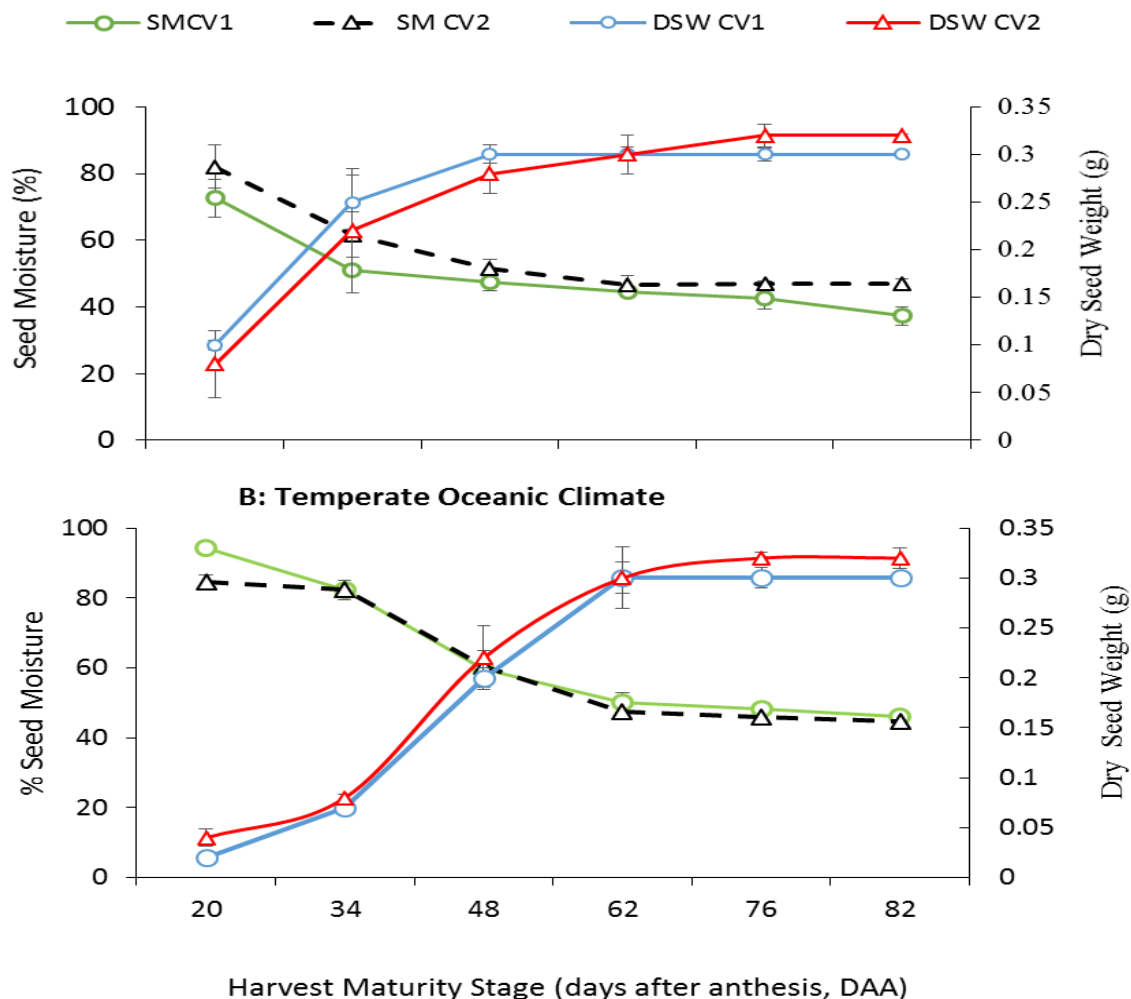 SMCV1 SM CV2 DSW CV1 DSW CV2
100 0.35
80 0.3
60 0.25
40 0.2
20 0.15
0 0.1
0.05
0
Seed Moisture (%)
Dry Seed Weight (g)
B: Temperate Oceanic Climate
100 0.35
80 0.3
60 0.25
40 0.2
20 0.15
0 0.1
0.05
0
% Seed Moisture
Dry Seed Weight (g)
20 34 48 62 76 82
Harvest Maturity Stage (days after anthesis, DAA)